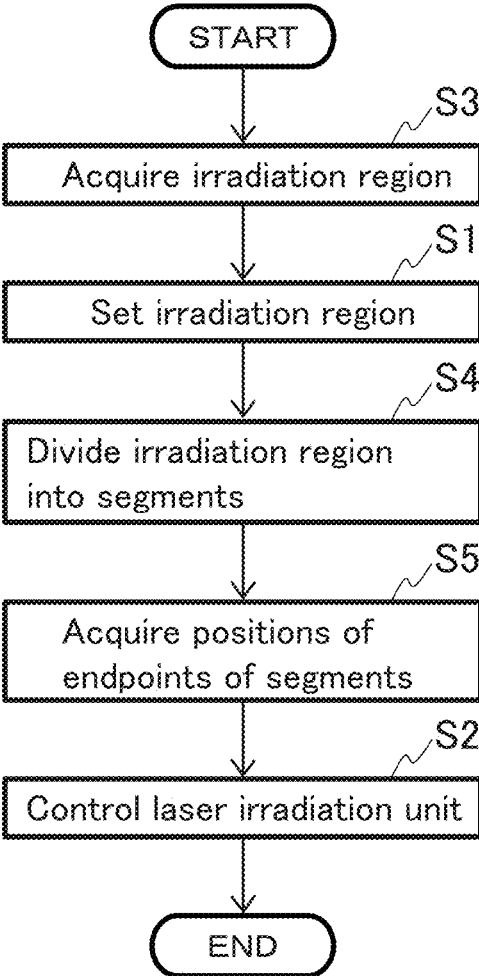 START
S3
Acquire irradiation region
S1
Set irradiation region
S4
Divide irradiation region
into segments
S5
Acquire positions of
endpoints of segments
S2
Control laser irradiation unit
END